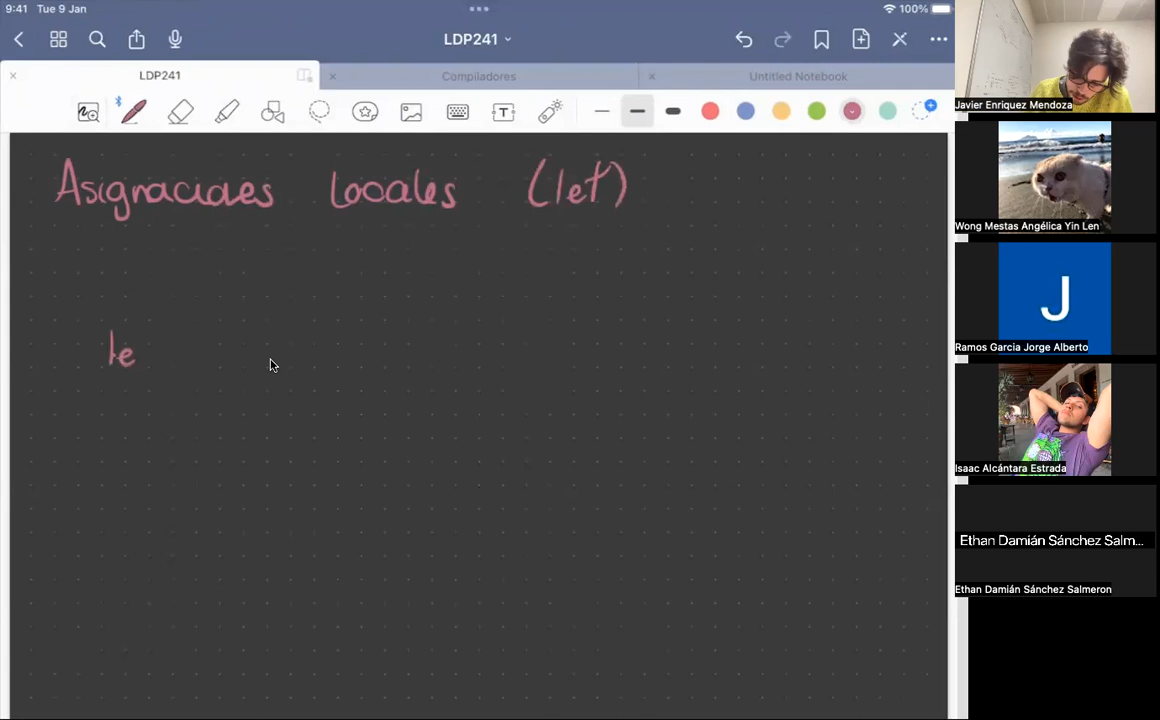 9:41 Tue 9 Jan
100%
LDP241
LDP241
Compiladores
Untitled Notebook
Asignaciones Locales (let)
le
Javier Enriquez Mendoza
Wong Mestas Angélica Yin Len
J
Ramos Garcia Jorge Alberto
Isaac Alcántara Estrada
Ethan Damián Sánchez Salm...
Ethan Damián Sánchez Salmeron